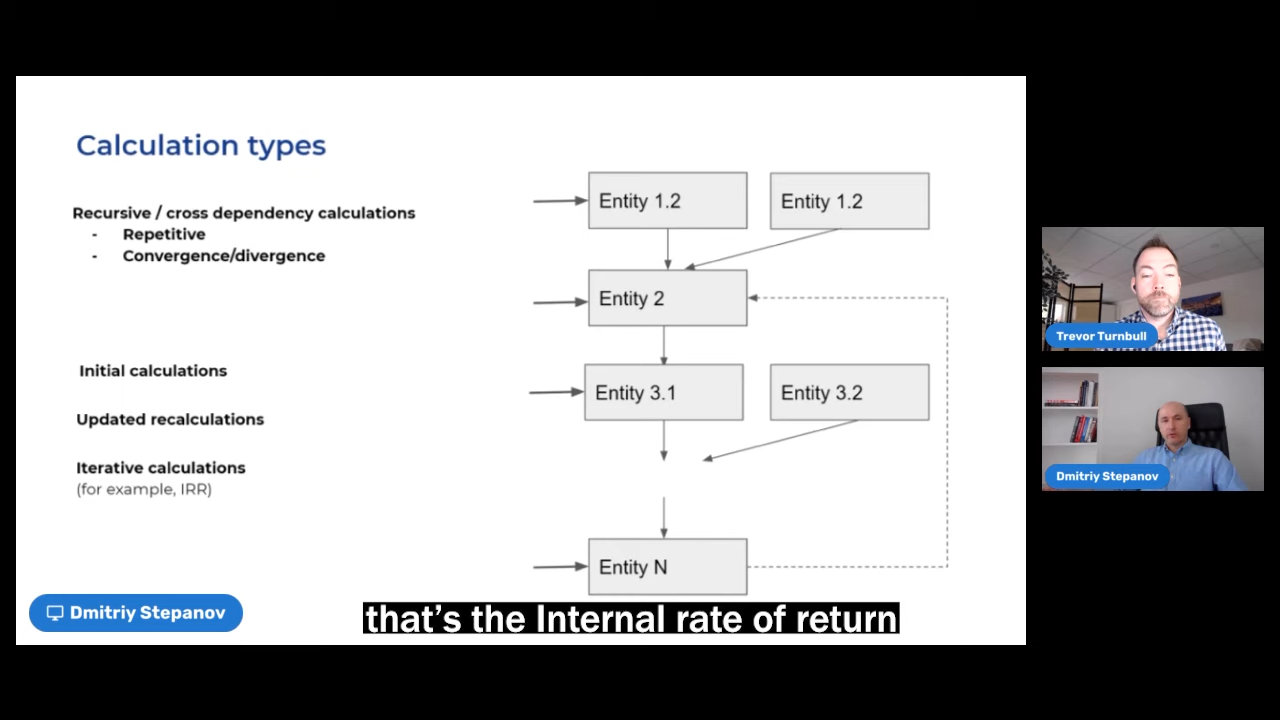 Calculation types
Recursive / cross dependency calculations
- Repetitive
- Convergence/divergence
Initial calculations
Updated recalculations
Iterative calculations
(for example, IRR)
Entity 1.2
Entity 1.2
Entity 2
Entity 3.1
Entity 3.2
Entity N
Trevor Turnbull
Dmitriy Stepanov
Dmitriy Stepanov
that's the Internal rate of return